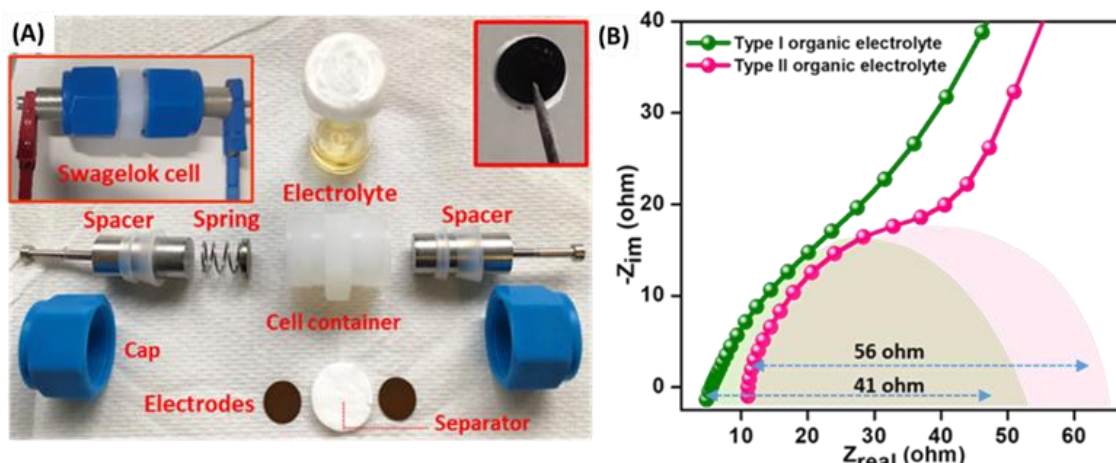 (A)
Swagelok cell
Electrolyte
Spacer
Spring
Spacer
Cell container
Cap
Electrodes
Separator
(B)
Type I organic electrolyte
Type II organic electrolyte
-Zim (ohm)
40
30
20
10
0
56 ohm
41 ohm
10 20 30 40 50 60
Zreal (ohm)